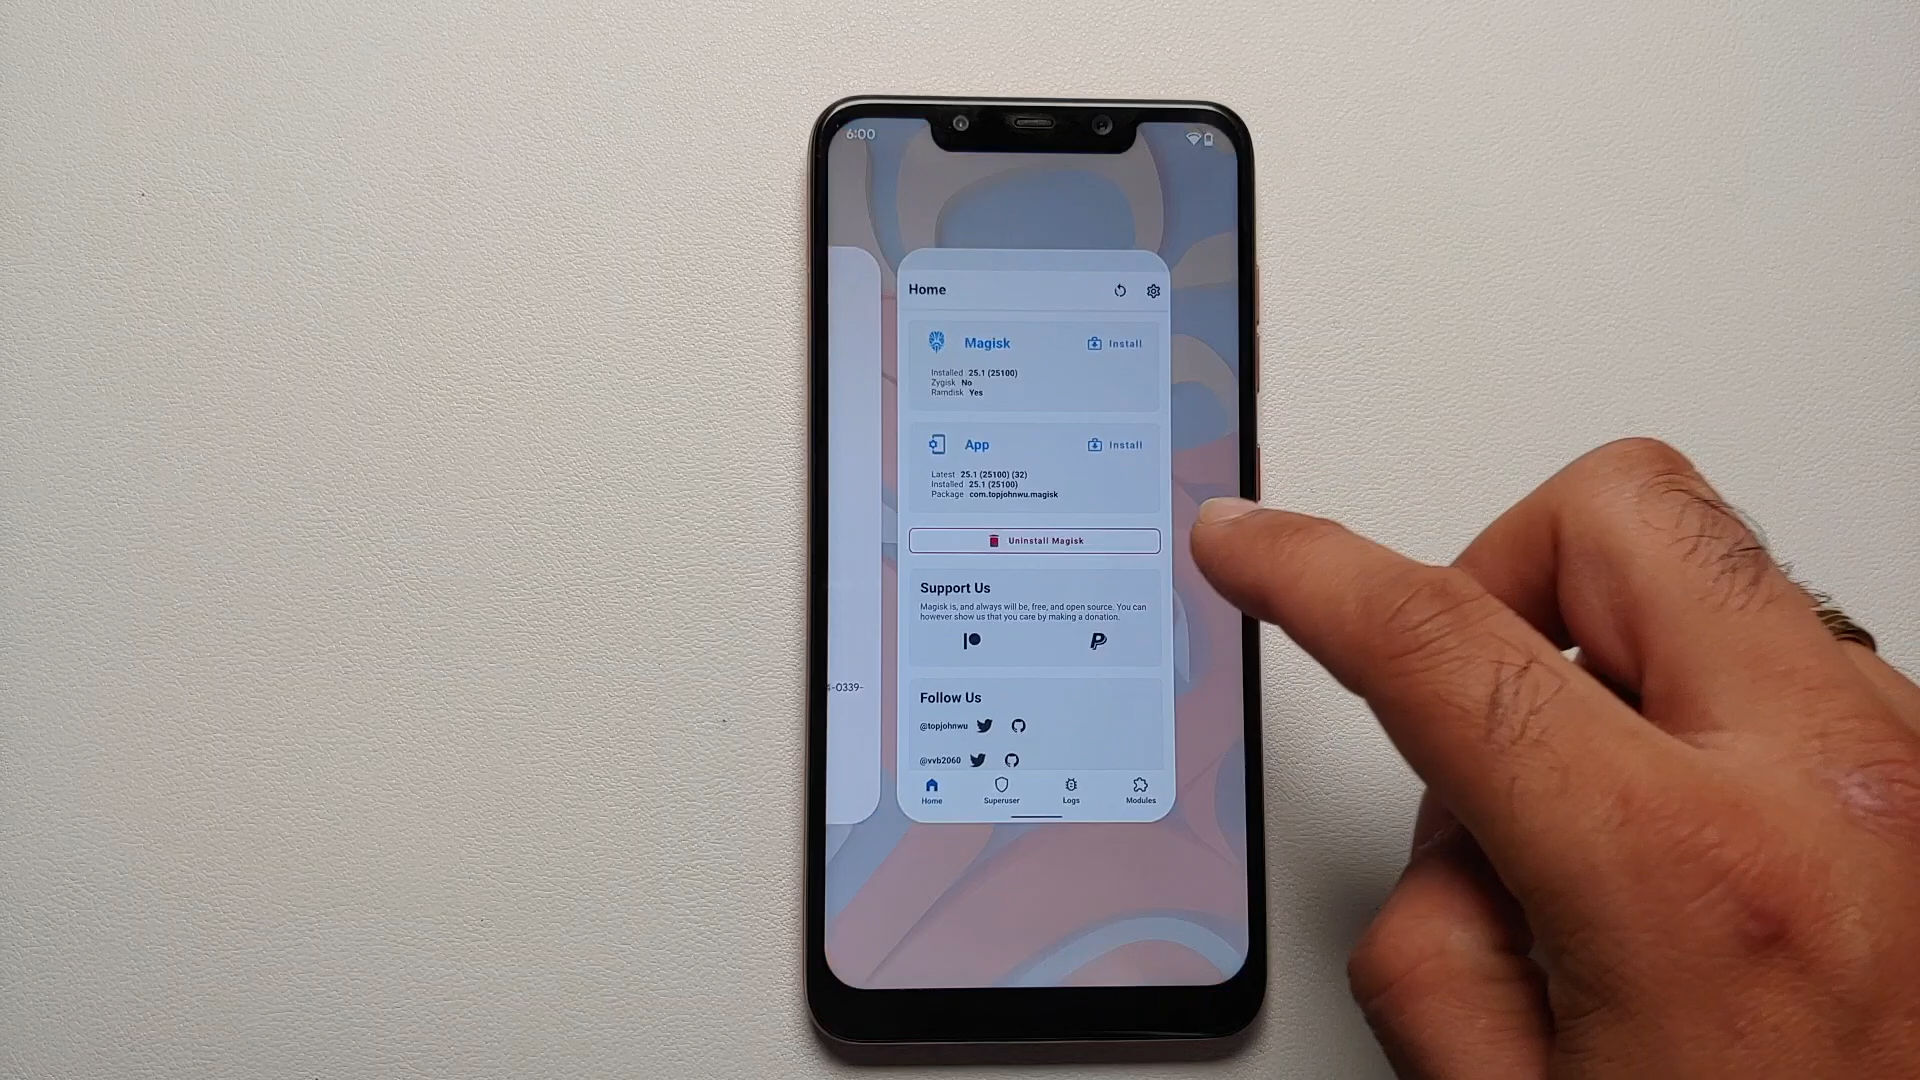 6:00
Home
Magisk
Install
Installed 25.1 (25100)
Zygisk No
Ramdisk Yes
App
Install
Latest 25.1 (25100) (32)
Installed 25.1 (25100)
Package com.topjohnwu.magisk
Uninstall Magisk
Support Us
Magisk is, and always will be, free, and open source. You can
however show us that you care by making a donation.
-0339-
Follow Us
@topjohnwu
@vvb2060
Home Superuser Logs Modules